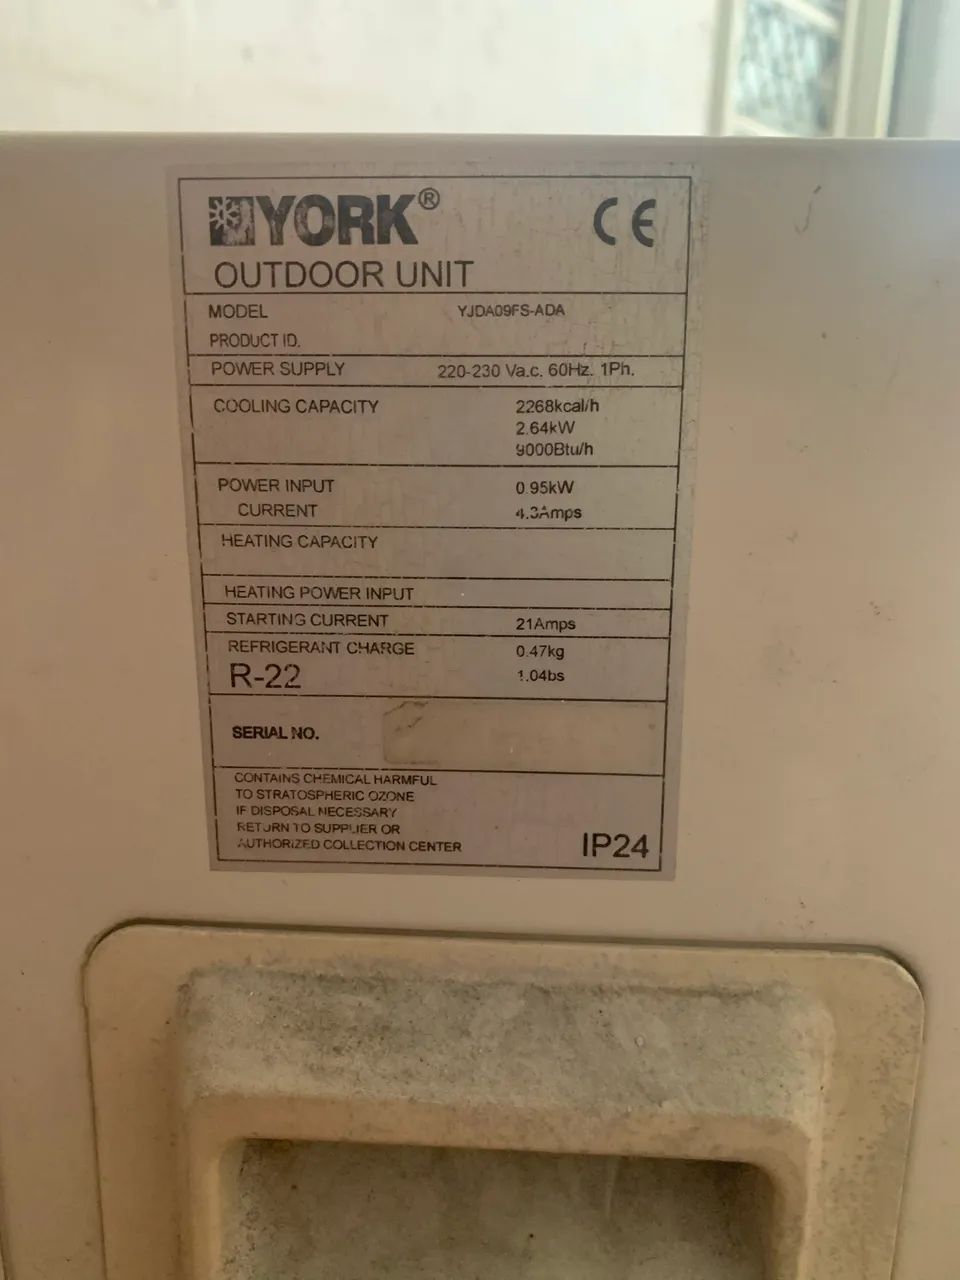 YORK®
CE
OUTDOOR UNIT
MODEL YJDA09FS-ADA
PRODUCT ID.
POWER SUPPLY 220-230 Va.c. 60Hz. 1Ph.
COOLING CAPACITY 2268kcal/h
2.64kW
9000Btu/h
POWER INPUT 0.95kW
CURRENT 4.3Amps
HEATING CAPACITY
HEATING POWER INPUT
STARTING CURRENT 21Amps
REFRIGERANT CHARGE 0.47kg
R-22 1.04bs
SERIAL NO.
CONTAINS CHEMICAL HARMFUL
TO STRATOSPHERIC OZONE
IF DISPOSAL NECESSARY
RETURN TO SUPPLIER OR
AUTHORIZED COLLECTION CENTER
IP24